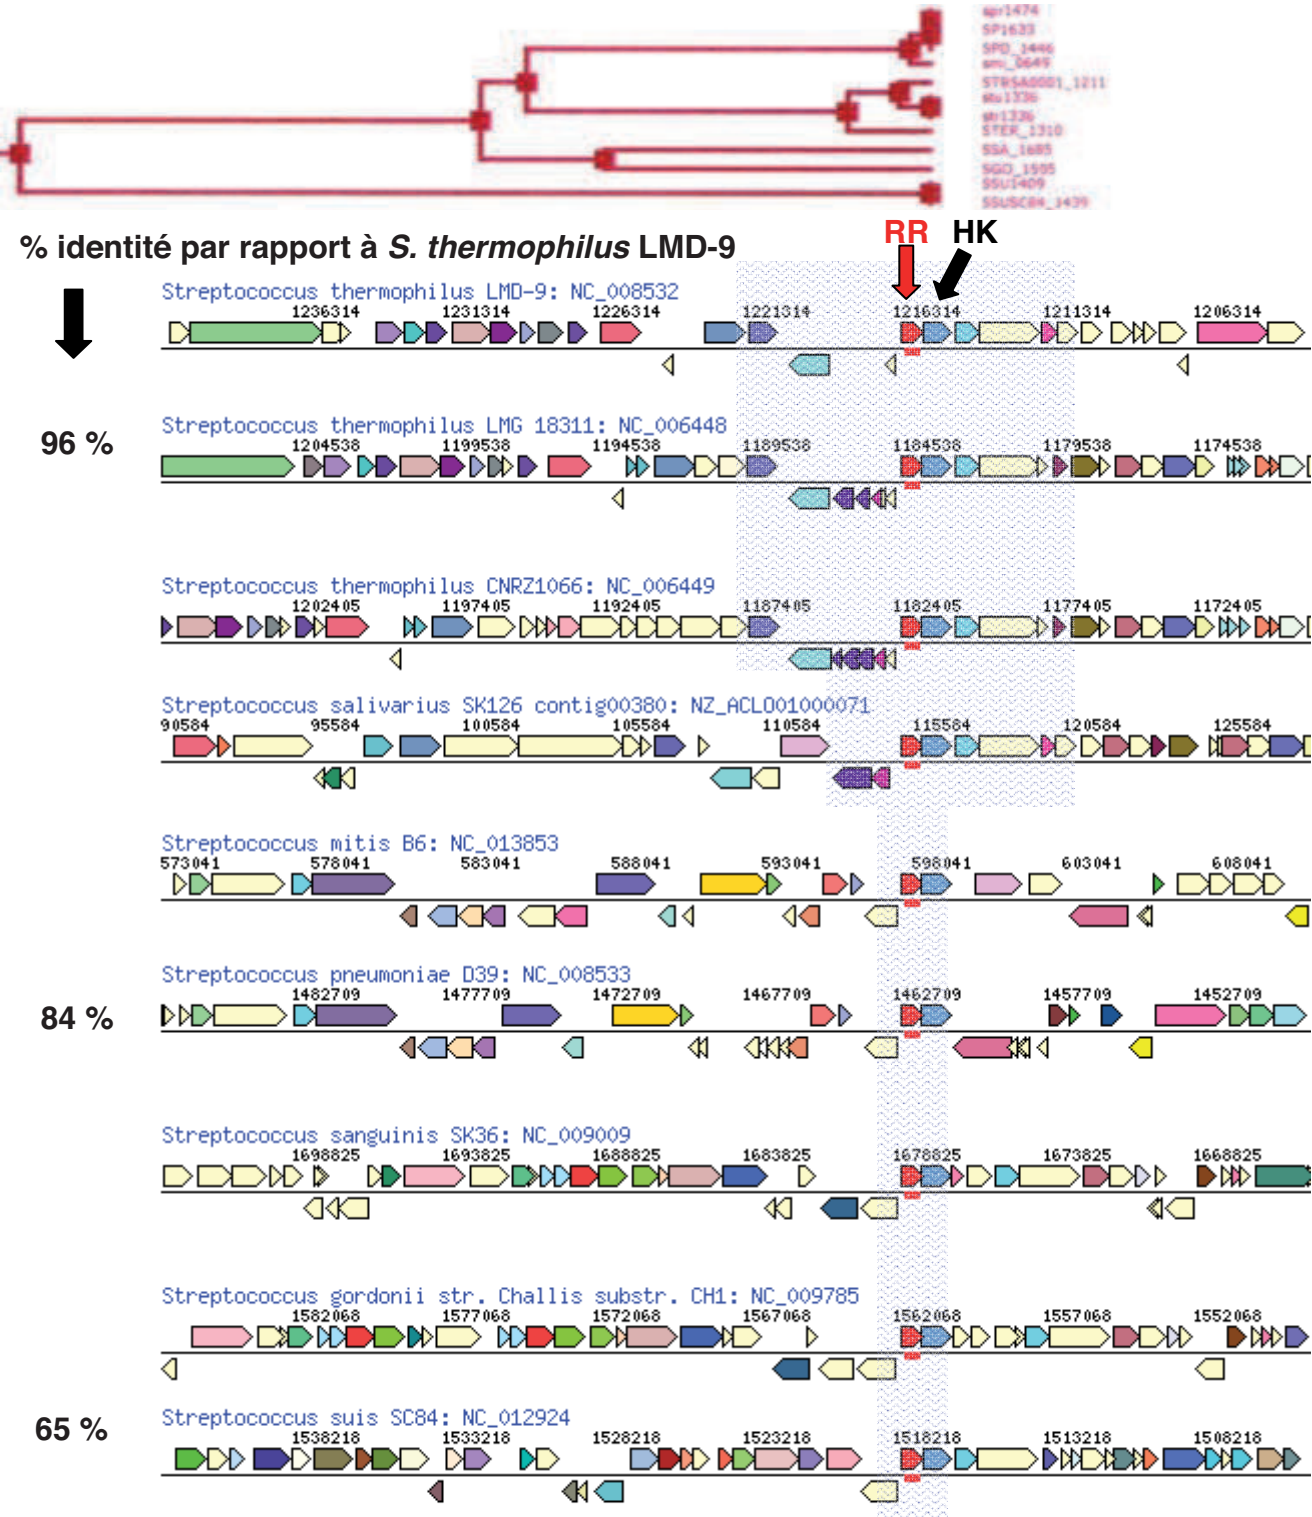 spr1474
SP1633
SPD_1446
smi_0649
STRSA0001_1211
stu1336
str1336
STER_1310
SSA_1685
SGO_1595
SSU1409
SSUSC84_1439
RR HK
% identité par rapport à S. thermophilus LMD-9
Streptococcus thermophilus LMD-9: NC_008532
1236314 1231314 1226314 1221314 1216314 1211314 1206314
Streptococcus thermophilus LMG 18311: NC_006448
96 %
1204538 1199538 1194538 1189538 1184538 1179538 1174538
Streptococcus thermophilus CNRZ1066: NC_006449
1202405 1197405 1192405 1187405 1182405 1177405 1172405
Streptococcus salivarius SK126 contig00380: NZ_ACLO01000071
90584 95584 100584 105584 110584 115584 120584 125584
Streptococcus mitis B6: NC_013853
573041 578041 583041 588041 593041 598041 603041 608041
Streptococcus pneumoniae D39: NC_008533
1482709 1477709 1472709 1467709 1462709 1457709 1452709
84 %
Streptococcus sanguinis SK36: NC_009009
1698825 1693825 1688825 1683825 1678825 1673825 1668825
Streptococcus gordonii str. Challis substr. CH1: NC_009785
1582068 1577068 1572068 1567068 1562068 1557068 1552068
Streptococcus suis SC84: NC_012924
65 %
1538218 1533218 1528218 1523218 1518218 1513218 1508218